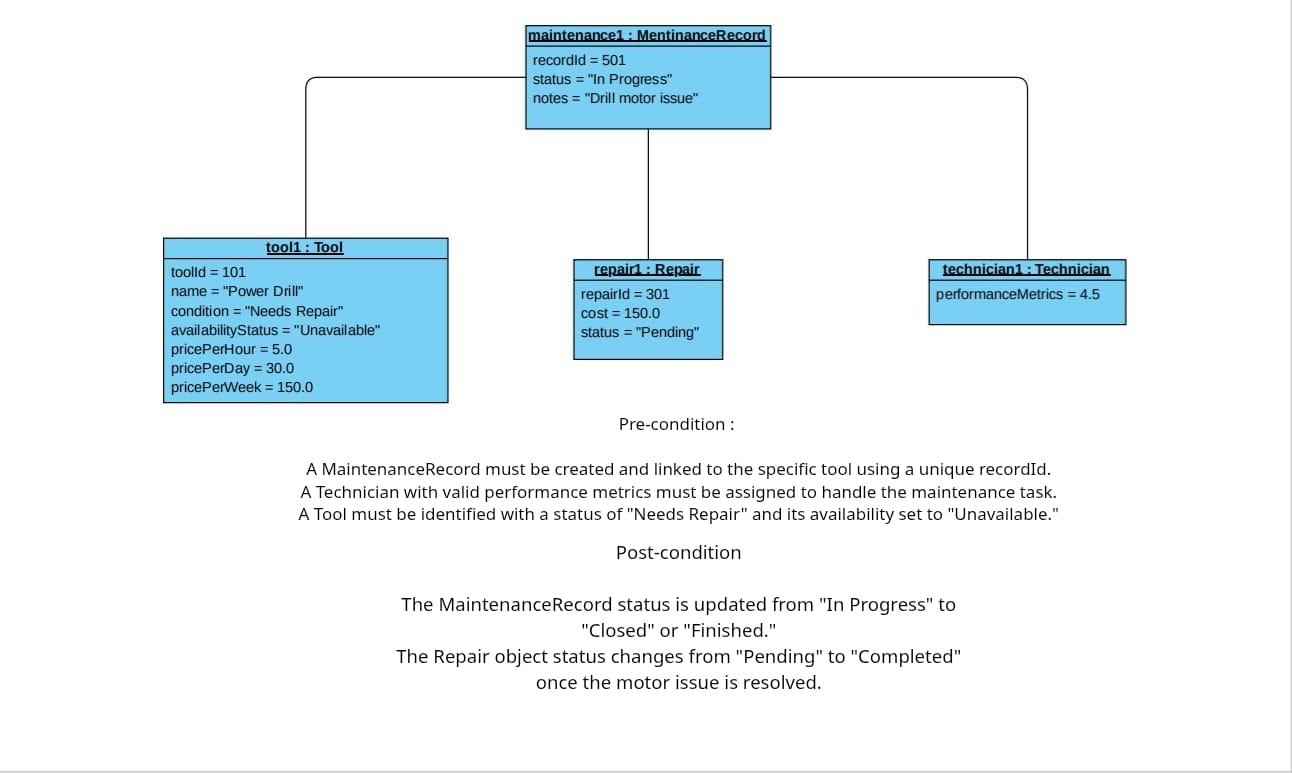 maintenance1 : MentinanceRecord
recordId = 501
status = "In Progress"
notes = "Drill motor issue"
tool1 : Tool
toolId = 101
name = "Power Drill"
condition = "Needs Repair"
availabilityStatus = "Unavailable"
pricePerHour = 5.0
pricePerDay = 30.0
pricePerWeek = 150.0
repair1 : Repair
repairId = 301
cost = 150.0
status = "Pending"
technician1 : Technician
performanceMetrics = 4.5
Pre-condition :
A MaintenanceRecord must be created and linked to the specific tool using a unique recordId.
A Technician with valid performance metrics must be assigned to handle the maintenance task.
A Tool must be identified with a status of "Needs Repair" and its availability set to "Unavailable."
Post-condition
The MaintenanceRecord status is updated from "In Progress" to
"Closed" or "Finished."
The Repair object status changes from "Pending" to "Completed"
once the motor issue is resolved.